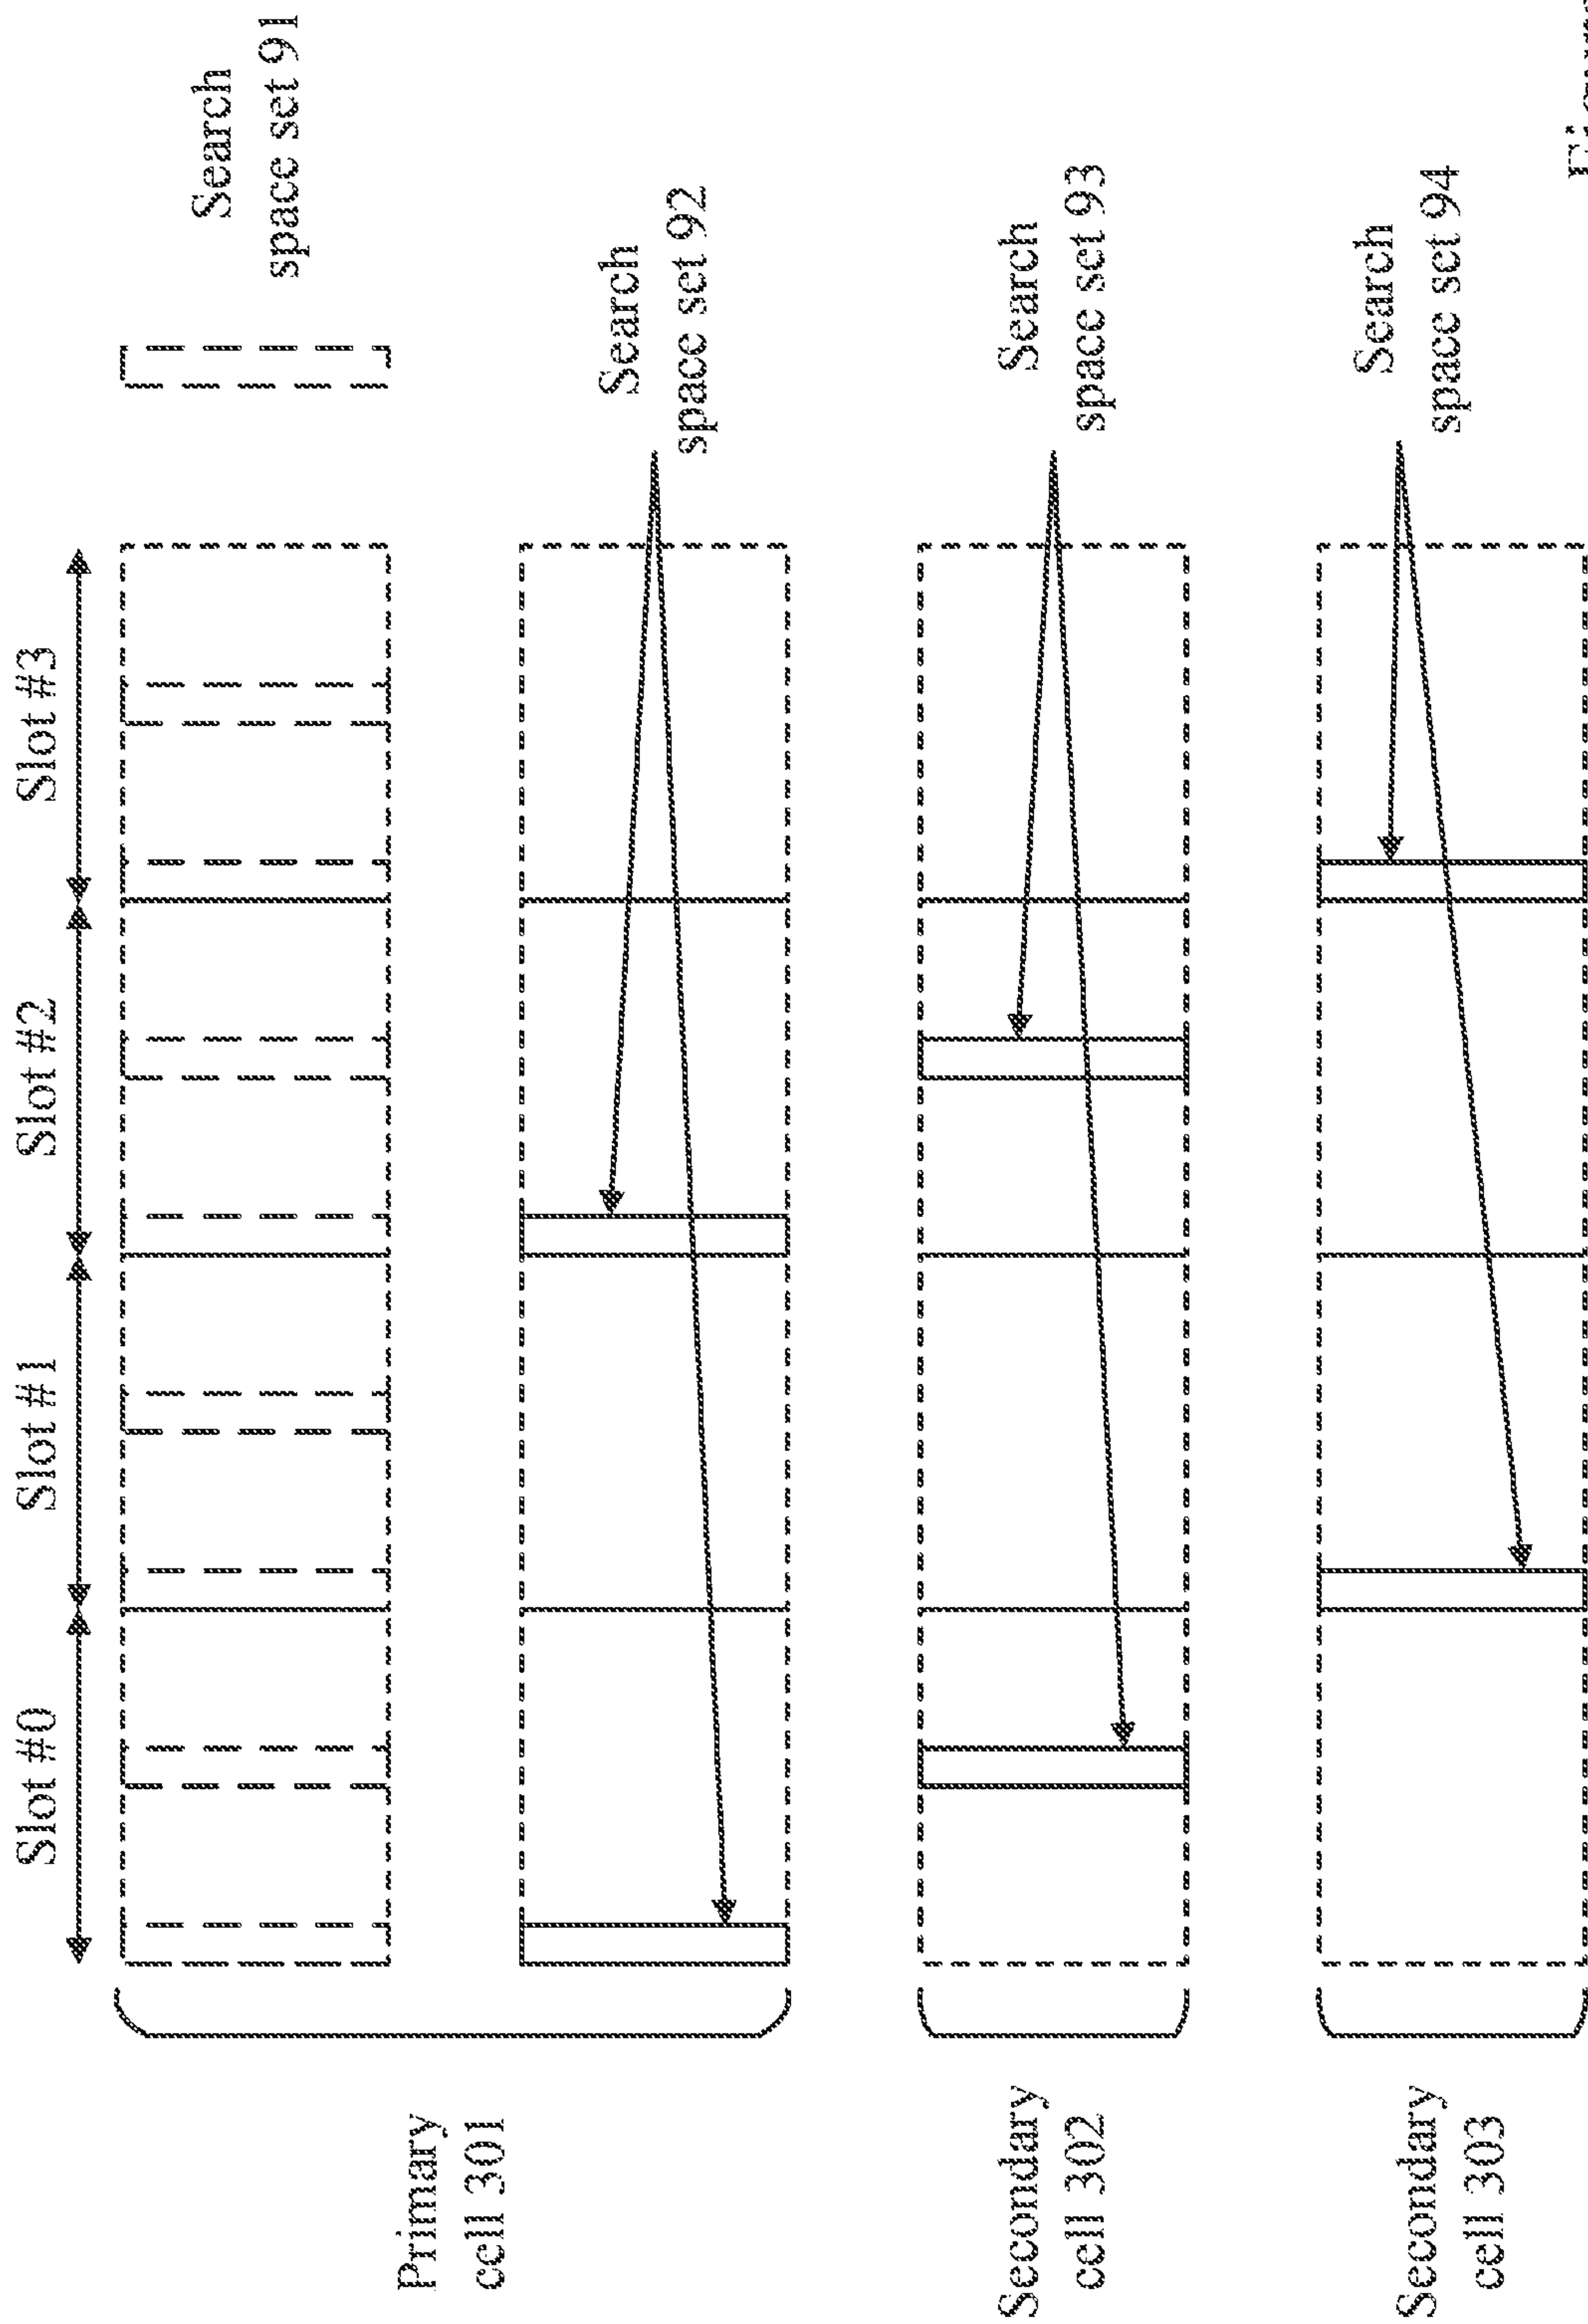 Slot #0
Slot #1
Slot #2
Slot #3
Search
space set 91
Primary
cell 301
Search
space set 92
Secondary
cell 302
Search
space set 93
Secondary
cell 303
Search
space set 94